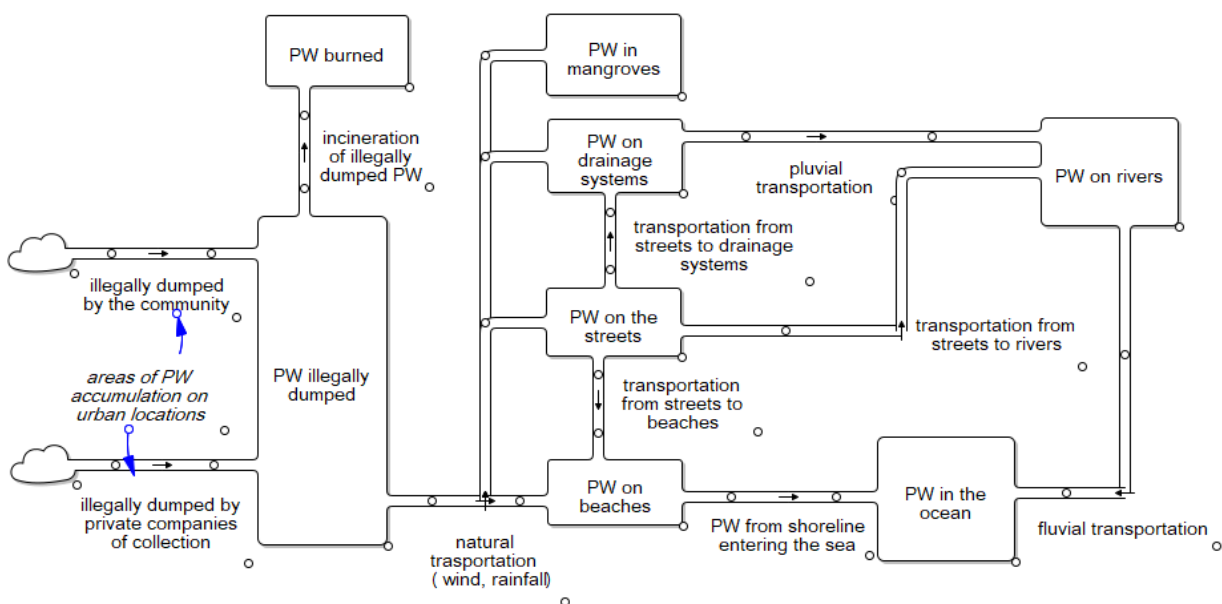 PW burned
PW in
mangroves
incineration
of illegally
dumped PW
PW on
drainage
systems
pluvial
transportation
PW on rivers
transportation from
streets to drainage
systems
illegally dumped
by the community
PW on the
streets
transportation from
streets to rivers
areas of PW
accumulation on
urban locations
PW illegally
dumped
transportation
from streets to
beaches
illegally dumped by
private companies
of collection
PW on
beaches
natural
trasportation
( wind, rainfall)
PW from shoreline
entering the sea
PW in the
ocean
fluvial transportation